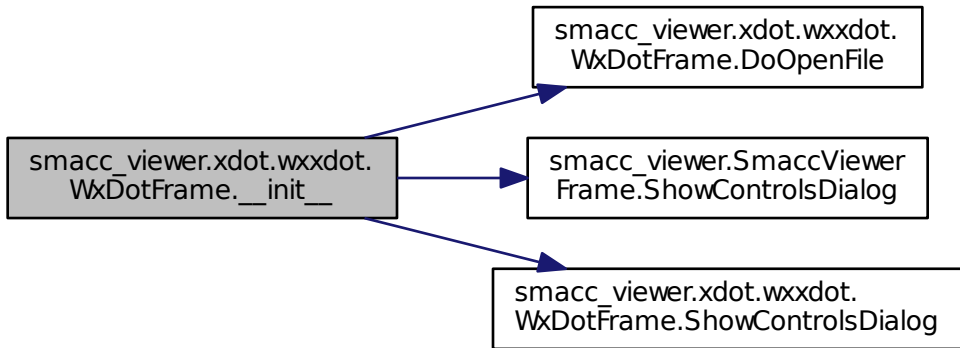 smacc_viewer.xdot.wxxdot.
WxDotFrame.__init__
smacc_viewer.xdot.wxxdot.
WxDotFrame.DoOpenFile
smacc_viewer.SmaccViewer
Frame.ShowControlsDialog
smacc_viewer.xdot.wxxdot.
WxDotFrame.ShowControlsDialog